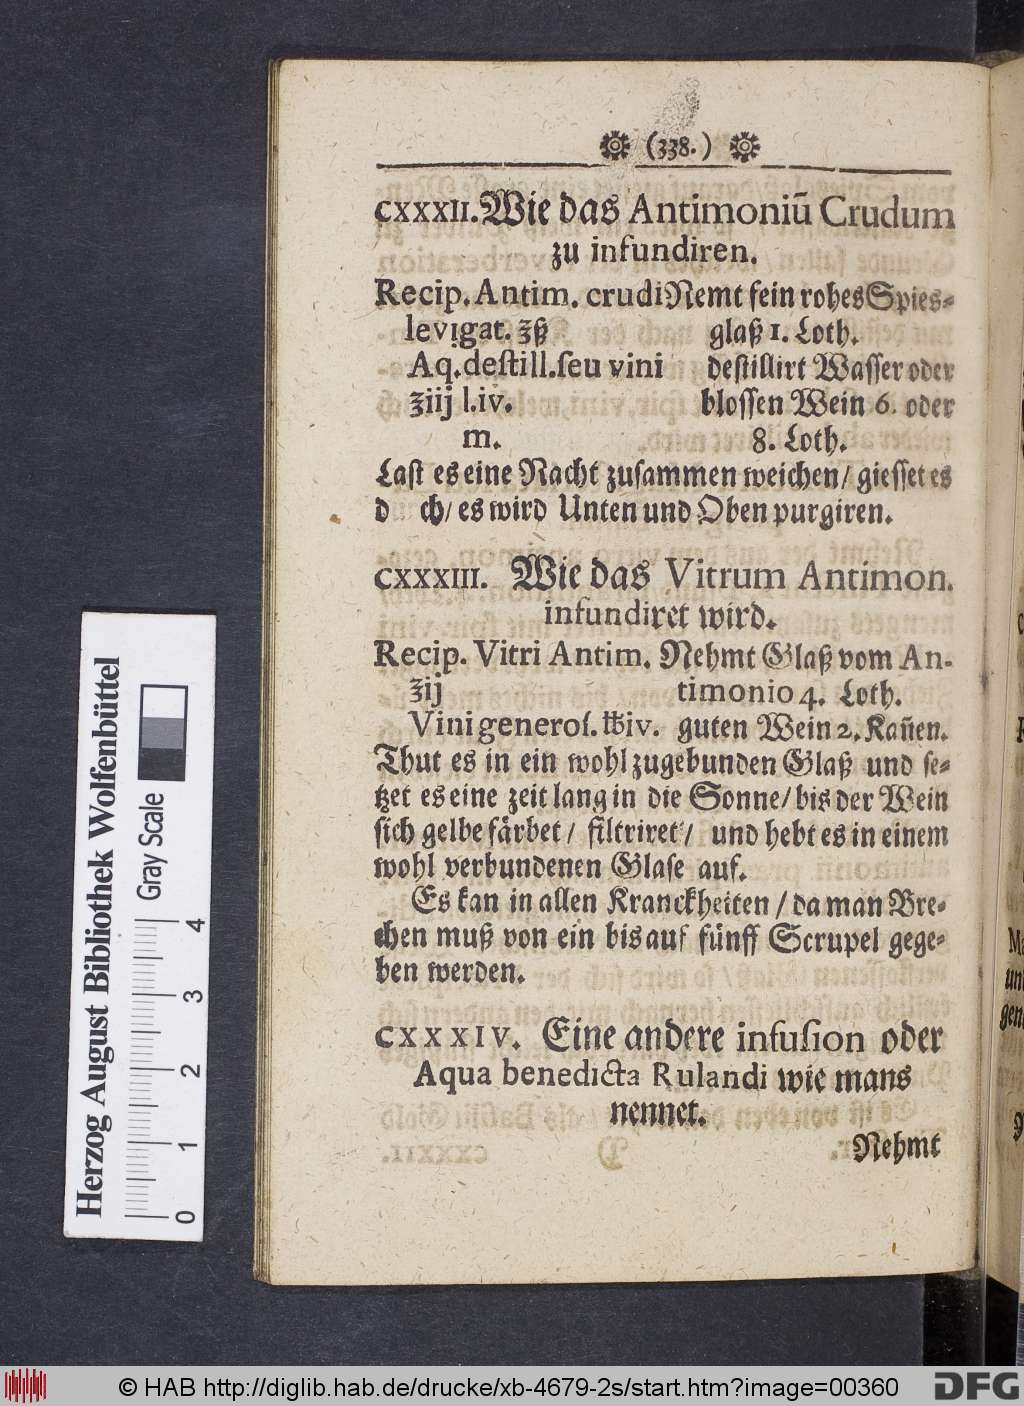 (338.)
CXXXII. Wie das Antimoniū Crudum
zu infundiren.
Recip. Antim. crudi Nemt fein rohes Spies-
levigat. ʒß glaß 1. Loth.
Aq. destill. ſeu vini destillirt Wasser oder
ʒiij l. iv. blossen Wein 6. oder
m. 8. Loth.
Last es eine Nacht zusammen weichen/ giesset es
ch/ es wird Unten und Oben purgiren.
CXXXIII. Wie das Vitrum Antimon.
infundiret wird.
Recip. Vitri Antim. Nehmt Glaß vom An-
ʒij timonio 4. Loth.
Vini generoſ. ℔iv. guten Wein 2. Kan̄en.
Thut es in ein wohl zugebunden Glaß und se-
tzet es eine zeit lang in die Sonne/ bis der Wein
sich gelbe färbet/ filtriret/ und hebt es in einem
wohl verbundenen Glase auf.
Es kan in allen Kranckheiten/ da man Bre-
chen muß von ein bis auf fünff Scrupel gege-
ben werden.
CXXXIV. Eine andere infuſion oder
Aqua benedicta Rulandi wie mans
nennet.
Nehmt
Herzog August Bibliothek Wolfenbüttel
Gray Scale
0 1 2 3 4
© HAB http://diglib.hab.de/drucke/xb-4679-2s/start.htm?image=00360
DFG